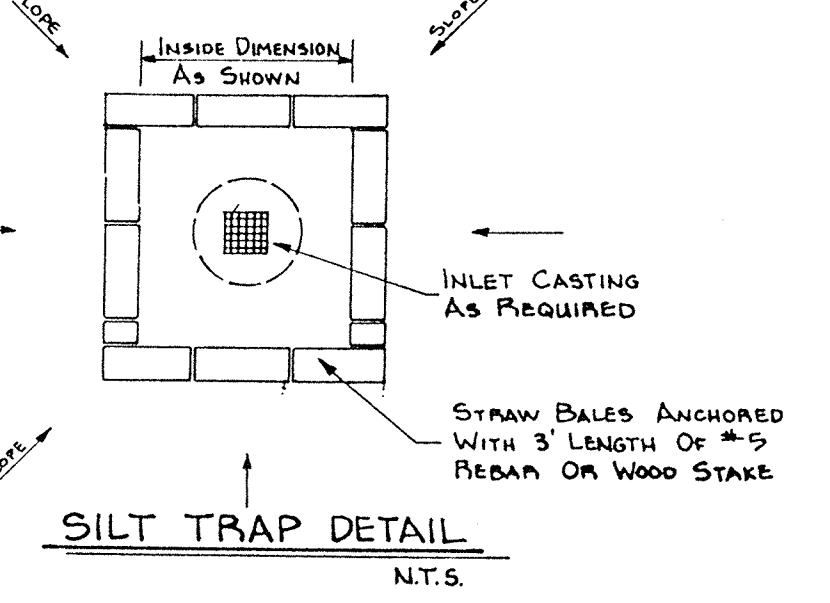 SLOPE
INSIDE DIMENSION
AS SHOWN
INLET CASTING
AS REQUIRED
STRAW BALES ANCHORED
WITH 3' LENGTH OF #5
REBAR OR WOOD STAKE
SILT TRAP DETAIL
N.T.S.